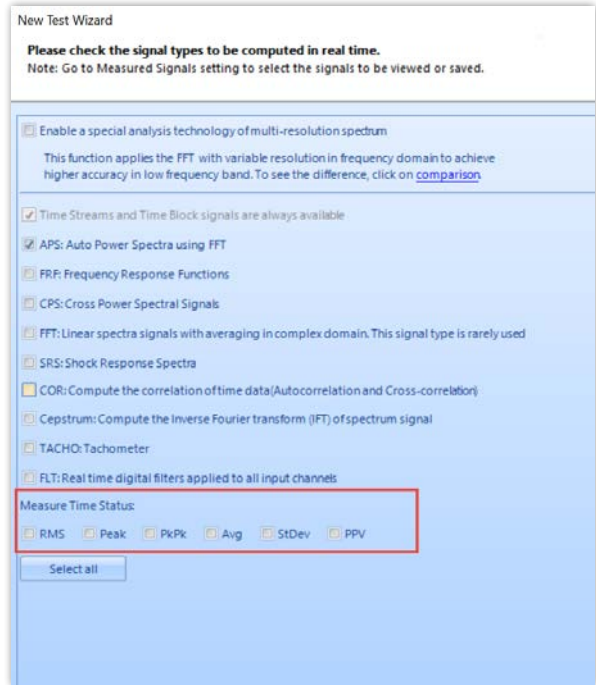 New Test Wizard
Please check the signal types to be computed in real time.
Note: Go to Measured Signals setting to select the signals to be viewed or saved.
Enable a special analysis technology of multi-resolution spectrum
This function applies the FFT with variable resolution in frequency domain to achieve
higher accuracy in low frequency band. To see the difference, click on comparison.
Time Streams and Time Block signals are always available
APS: Auto Power Spectra using FFT
FRF: Frequency Response Functions
CPS: Cross Power Spectral Signals
FFT: Linear spectra signals with averaging in complex domain. This signal type is rarely used
SRS: Shock Response Spectra
COR: Compute the correlation of time data(Autocorrelation and Cross-correlation)
Cepstrum: Compute the Inverse Fourier transform (IFT) of spectrum signal
TACHO: Tachometer
FLT: Real time digital filters applied to all input channels
Measure Time Status:
RMS Peak PkPk Avg StDev PPV
Select all